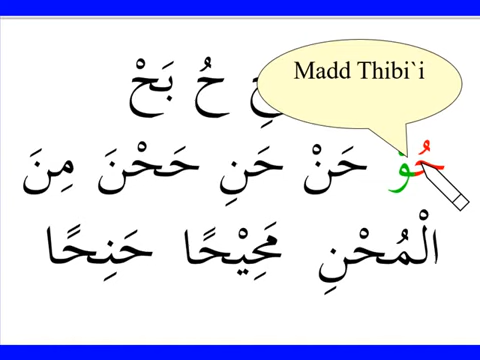 Madd Thibi`i
حِ حُ بَحْ
حُوْ حَنْ حَنِ حَحْنَ مِنَ
الْمُحْنِ مَحِيْحًا حَنِحًا